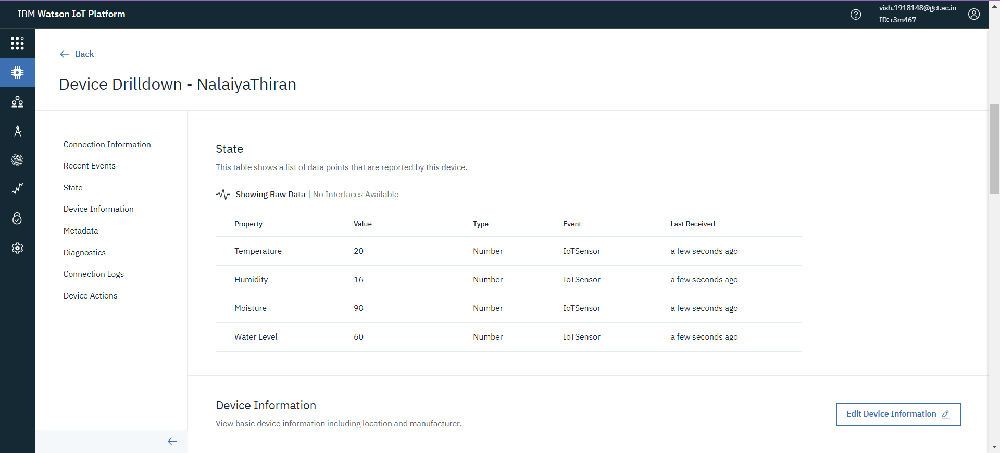 IBM Watson IoT Platform
vish.1918148@gct.ac.in
ID: r3m467
Back
Device Drilldown - NalaiyaThiran
Connection Information
Recent Events
State
Device Information
Metadata
Diagnostics
Connection Logs
Device Actions
State
This table shows a list of data points that are reported by this device.
Showing Raw Data | No Interfaces Available
Property Value Type Event Last Received
Temperature 20 Number IoTSensor a few seconds ago
Humidity 16 Number IoTSensor a few seconds ago
Moisture 98 Number IoTSensor a few seconds ago
Water Level 60 Number IoTSensor a few seconds ago
Device Information
View basic device information including location and manufacturer.
Edit Device Information